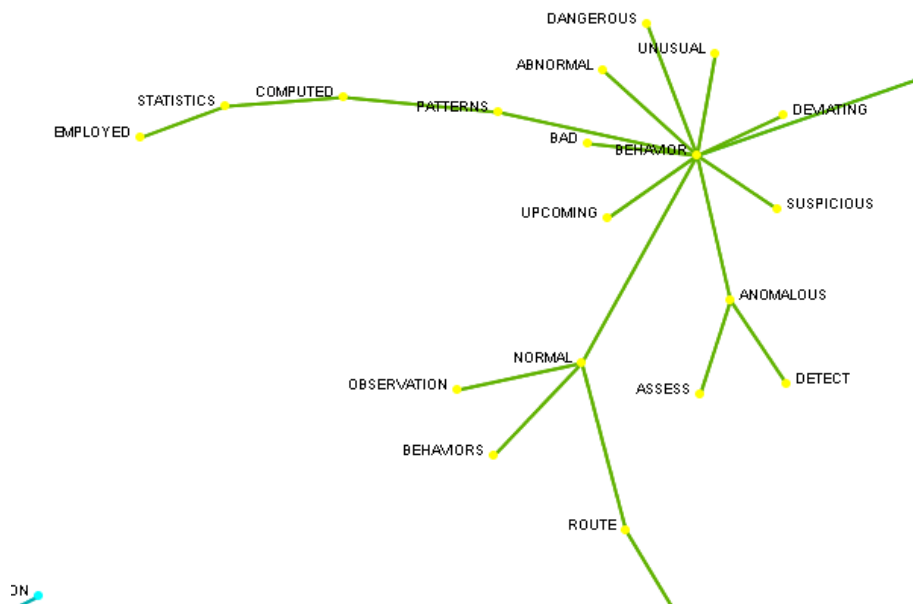 DANGEROUS
UNUSUAL
ABNORMAL
COMPUTED
STATISTICS
PATTERNS
DEVIATING
EMPLOYED
BAD
BEHAVIOR
SUSPICIOUS
UPCOMING
ANOMALOUS
NORMAL
DETECT
OBSERVATION
ASSESS
BEHAVIORS
ROUTE
ON